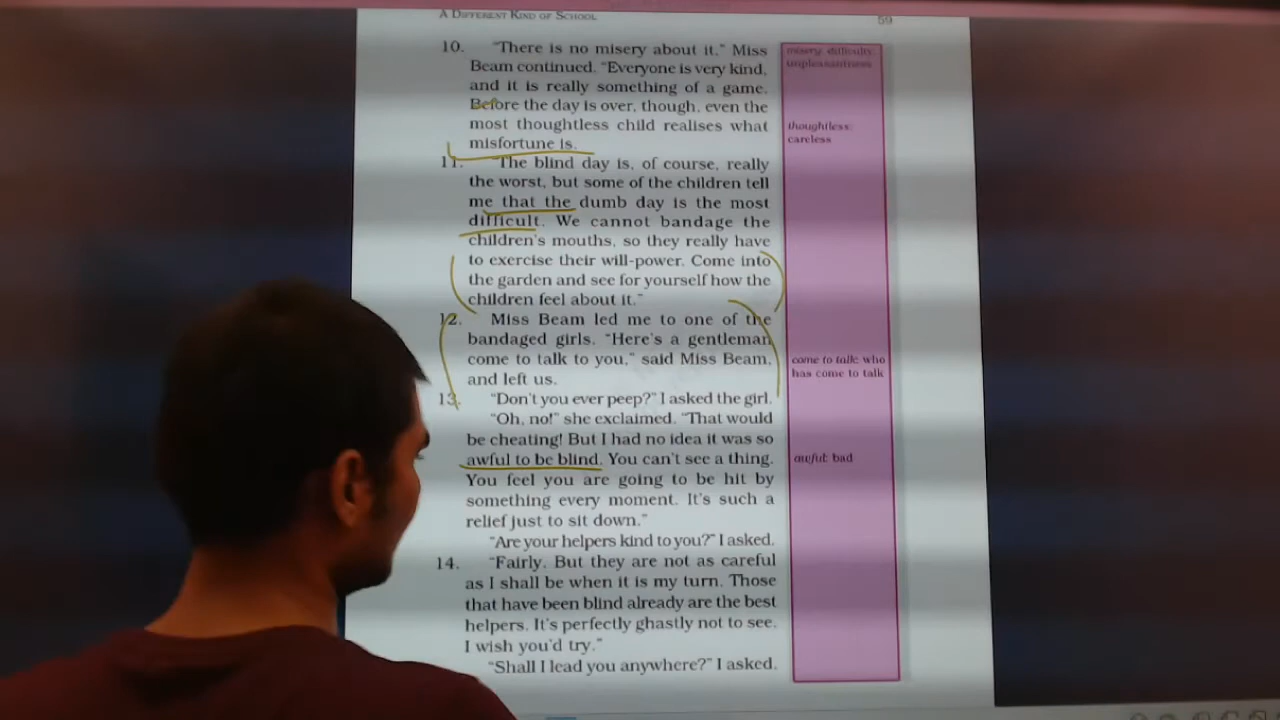 A DIFFERENT KIND OF SCHOOL
59
10. "There is no misery about it," Miss
Beam continued. "Everyone is very kind,
and it is really something of a game.
Before the day is over, though, even the
most thoughtless child realises what
misfortune is.
misery: difficulty;
unpleasantness
thoughtless:
careless
11. "The blind day is, of course, really
the worst, but some of the children tell
me that the dumb day is the most
difficult. We cannot bandage the
children's mouths, so they really have
to exercise their will-power. Come into
the garden and see for yourself how the
children feel about it."
12. Miss Beam led me to one of the
bandaged girls. "Here's a gentleman
come to talk to you," said Miss Beam,
and left us.
come to talk: who
has come to talk
13. "Don't you ever peep?" I asked the girl.
"Oh, no!" she exclaimed. "That would
be cheating! But I had no idea it was so
awful to be blind. You can't see a thing.
You feel you are going to be hit by
something every moment. It's such a
relief just to sit down."
awful: bad
"Are your helpers kind to you?" I asked.
14. "Fairly. But they are not as careful
as I shall be when it is my turn. Those
that have been blind already are the best
helpers. It's perfectly ghastly not to see.
I wish you'd try."
"Shall I lead you anywhere?" I asked.